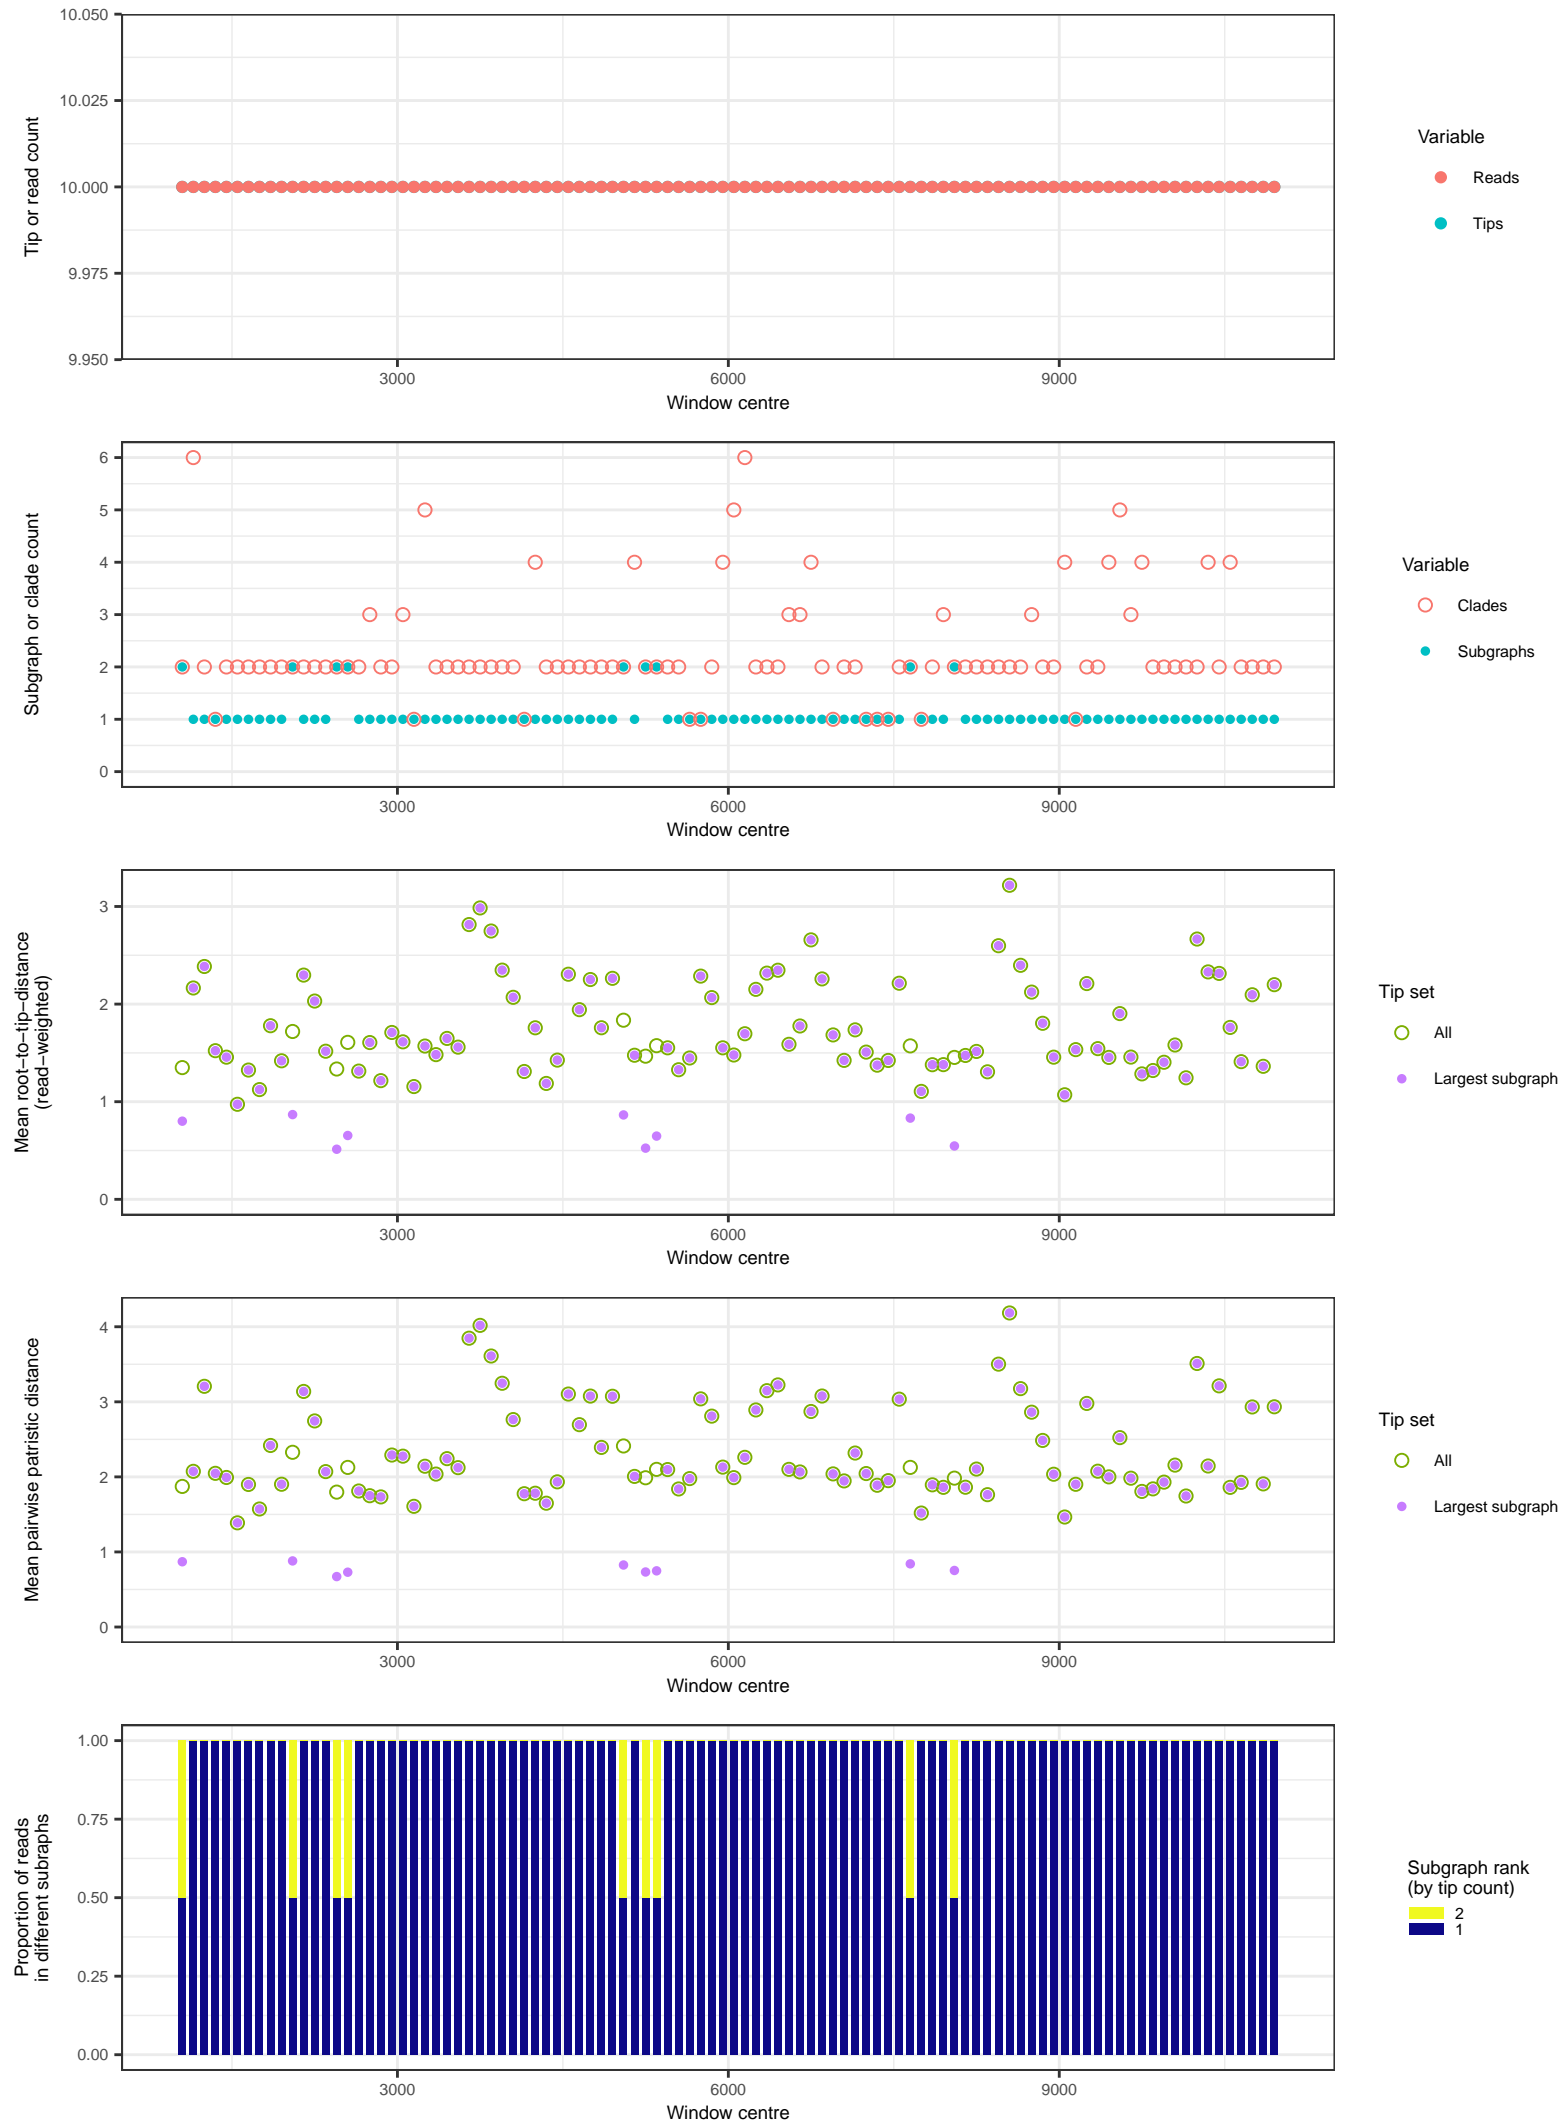 10.050
10.025
10.000
9.975
9.950
Tip or read count
3000 6000 9000
Window centre
Variable
Reads
Tips
6
5
4
3
2
1
0
Subgraph or clade count
3000 6000 9000
Window centre
Variable
Clades
Subgraphs
3
2
1
0
Mean root−to−tip−distance
(read−weighted)
3000 6000 9000
Window centre
Tip set
All
Largest subgraph
4
3
2
1
0
Mean pairwise patristic distance
3000 6000 9000
Window centre
Tip set
All
Largest subgraph
1.00
0.75
0.50
0.25
0.00
Proportion of reads
in different subraphs
3000 6000 9000
Window centre
Subgraph rank
(by tip count)
2
1